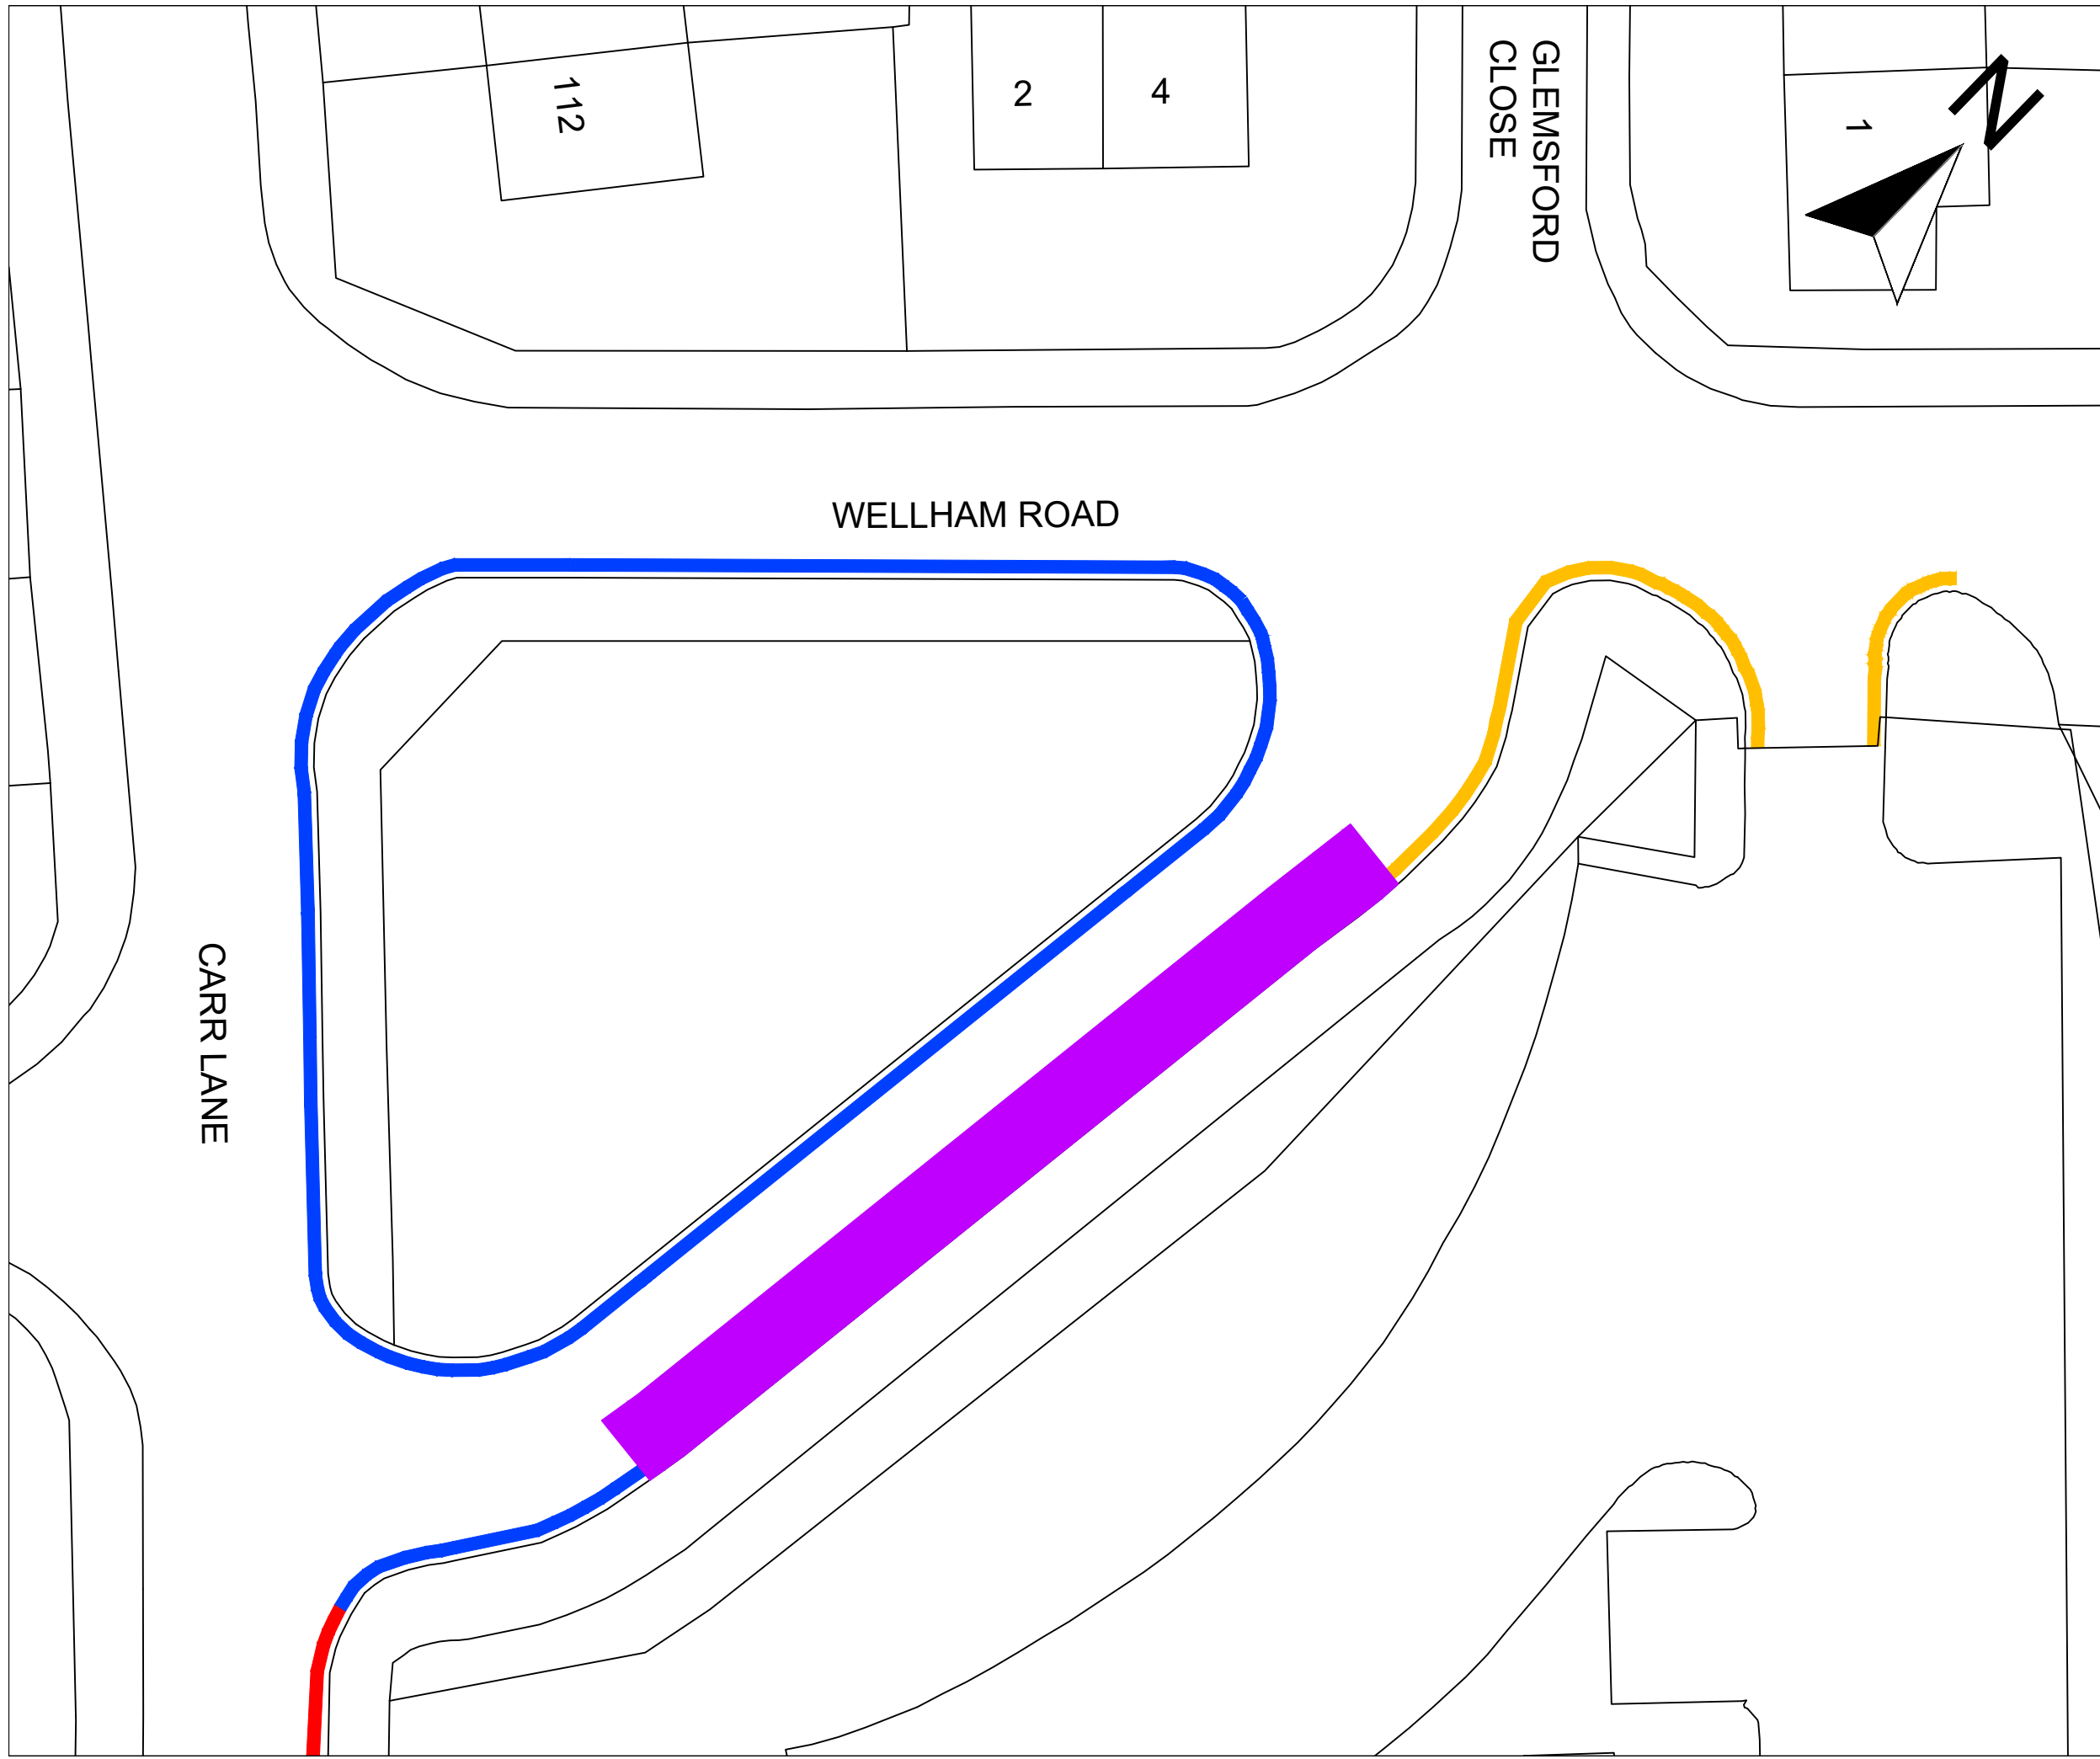 112
2
4
GLEMSFORD
CLOSE
1
N
WELLHAM ROAD
CARR LANE